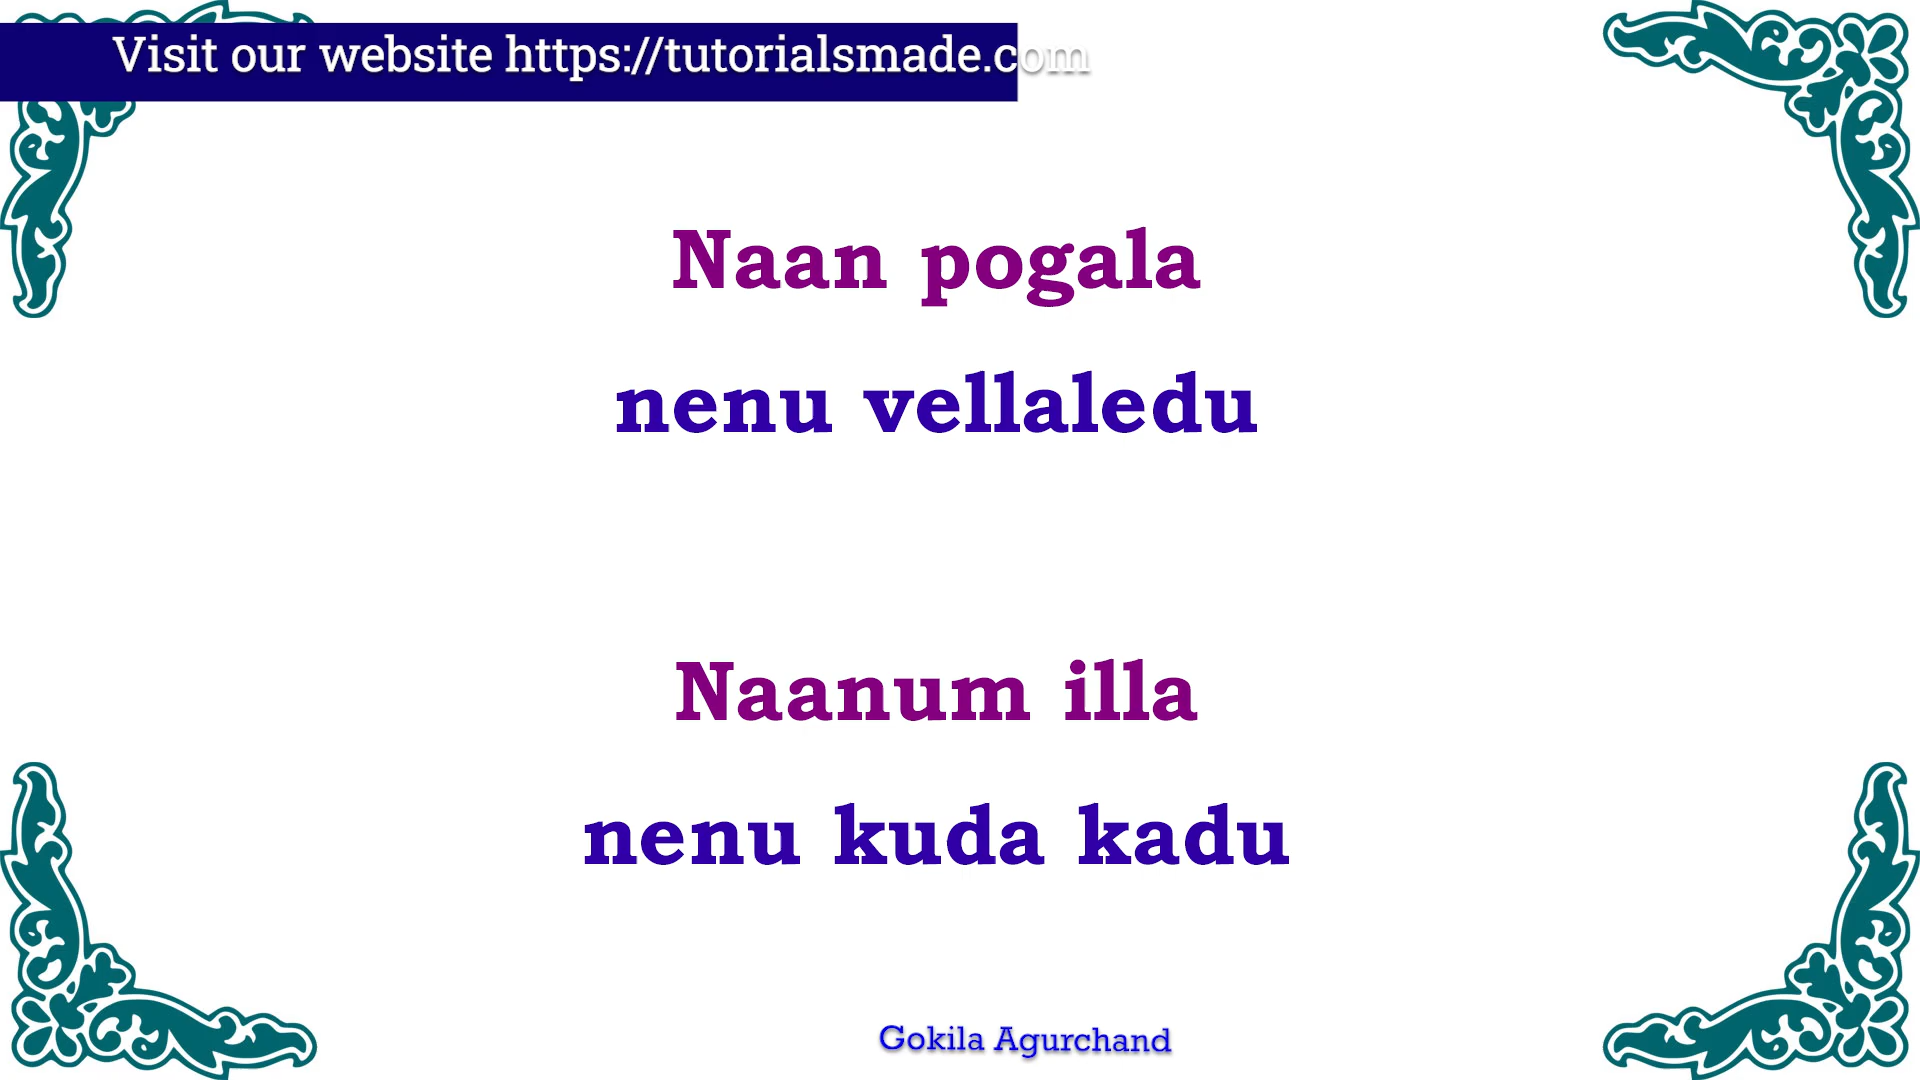 Visit our website https://tutorialsmade.com
Naan pogala
nenu vellaledu
Naanum illa
nenu kuda kadu
Gokila Agurchand